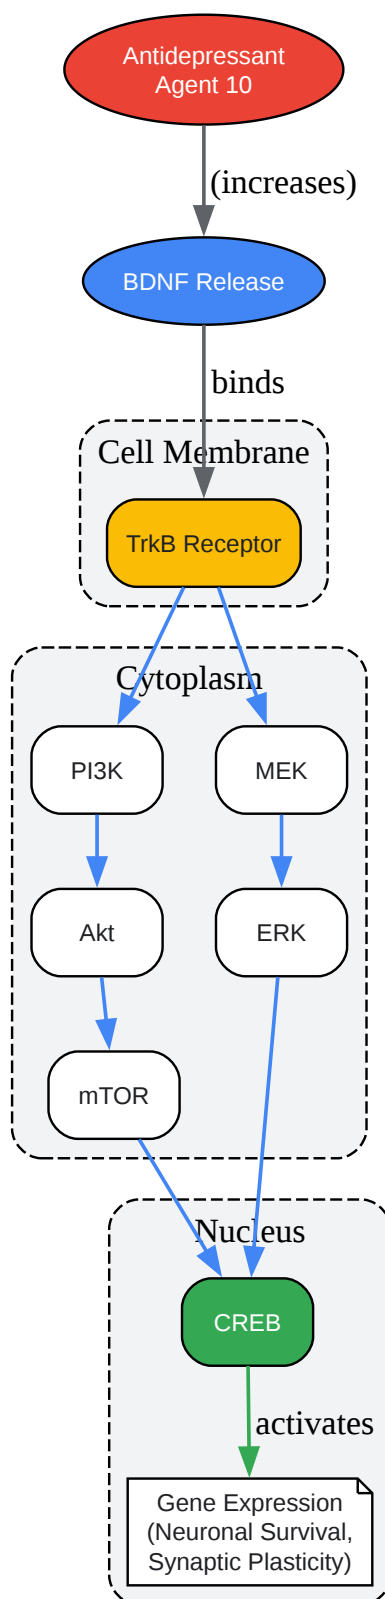 Antidepressant
Agent 10
(increases)
BDNF Release
binds
Cell Membrane
TrkB Receptor
Cytoplasm
PI3K
MEK
Akt
ERK
mTOR
Nucleus
CREB
activates
Gene Expression
(Neuronal Survival,
Synaptic Plasticity)